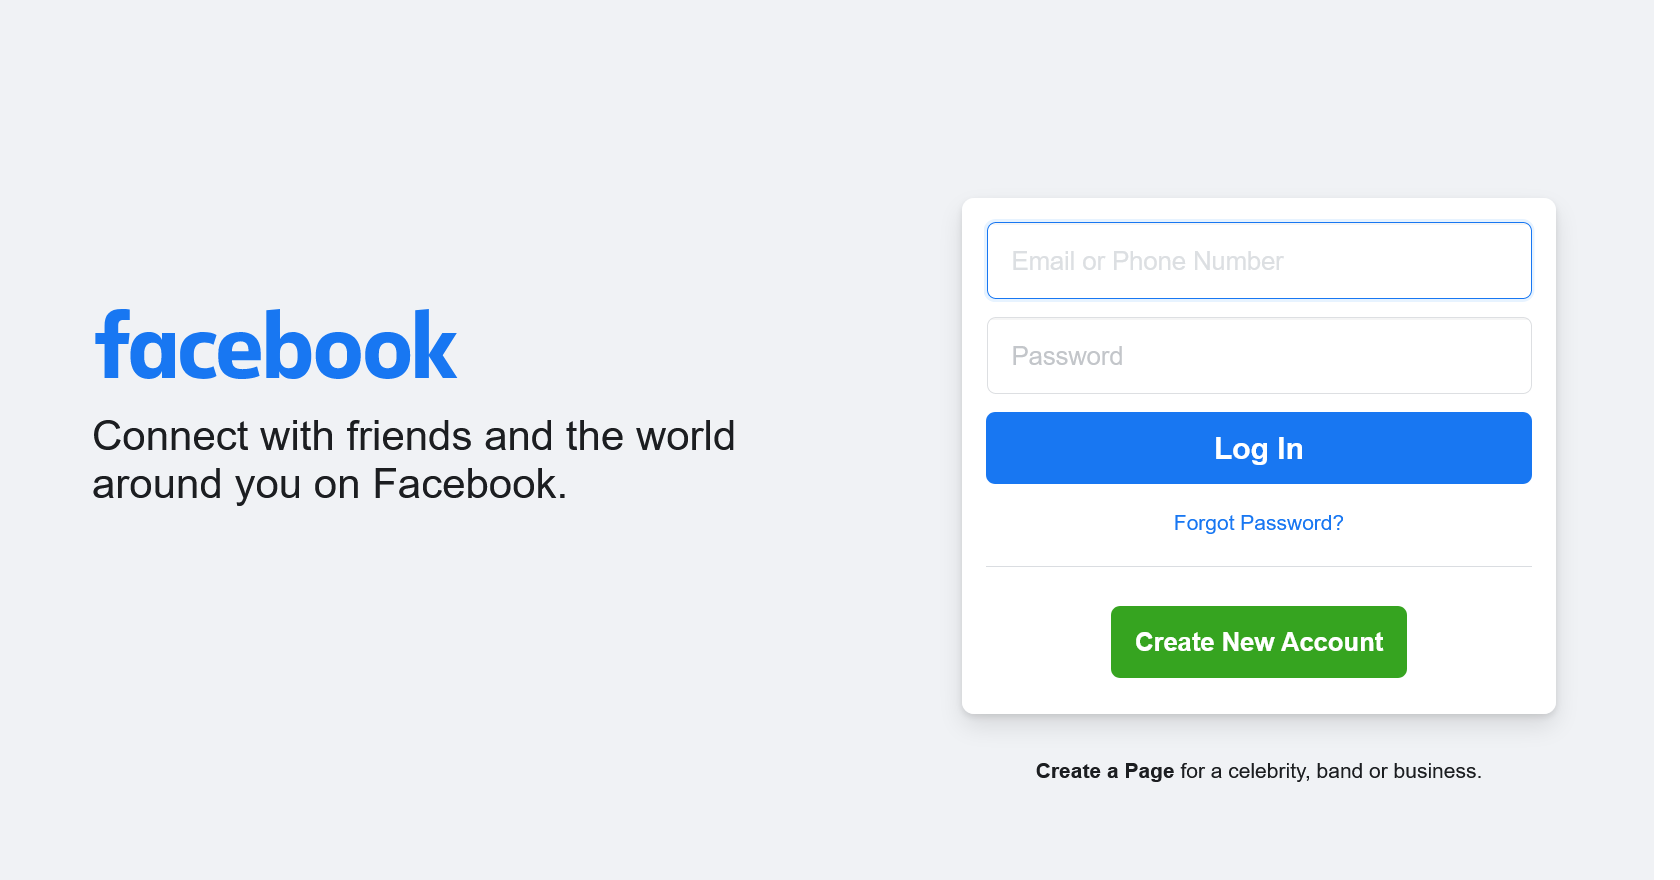 facebook
Connect with friends and the world
around you on Facebook.
Email or Phone Number
Password
Log In
Forgot Password?
Create New Account
Create a Page for a celebrity, band or business.